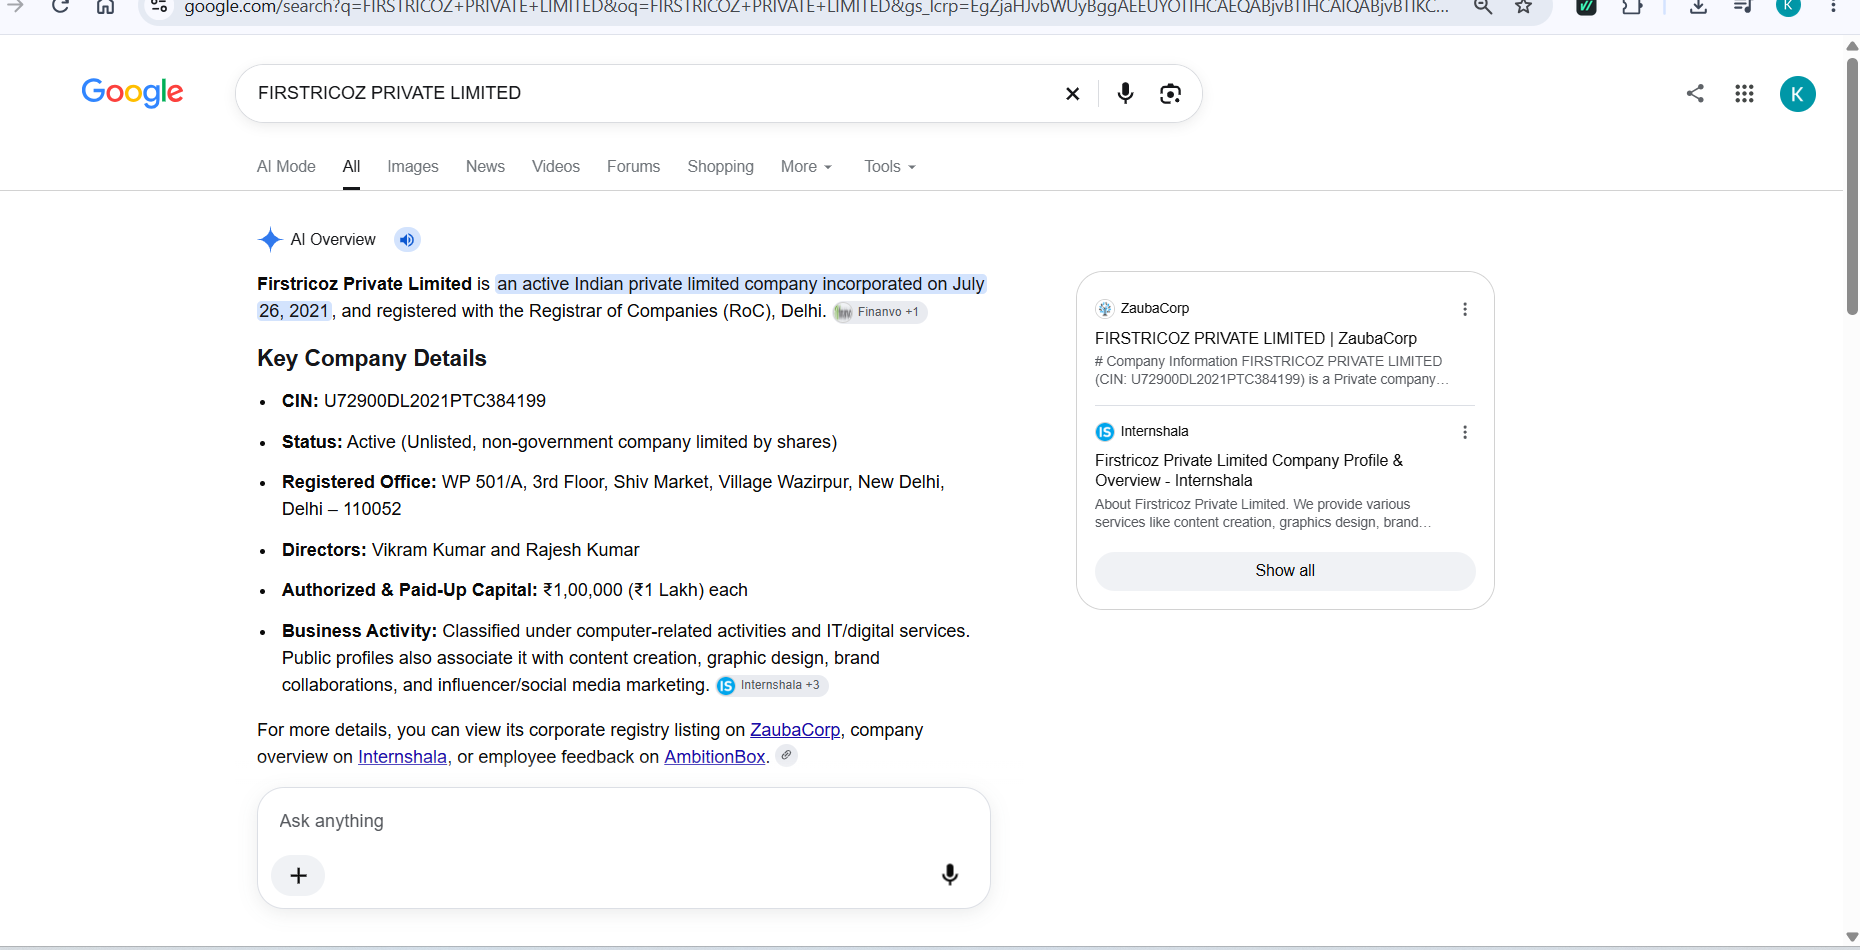 google.com/search?q=FIRSTRICOZ+PRIVATE+LIMITED&oq=FIRSTRICOZ+PRIVATE+LIMITED&gs_lcrp=
K
Google
FIRSTRICOZ PRIVATE LIMITED
K
AI Mode All Images News Videos Forums Shopping More Tools
AI Overview
Firstricoz Private Limited is an active Indian private limited company incorporated on July
26, 2021, and registered with the Registrar of Companies (RoC), Delhi. Finanvo +1
Key Company Details
• CIN: U72900DL2021PTC384199
• Status: Active (Unlisted, non-government company limited by shares)
• Registered Office: WP 501/A, 3rd Floor, Shiv Market, Village Wazirpur, New Delhi,
Delhi – 110052
• Directors: Vikram Kumar and Rajesh Kumar
• Authorized & Paid-Up Capital: ₹1,00,000 (₹1 Lakh) each
• Business Activity: Classified under computer-related activities and IT/digital services.
Public profiles also associate it with content creation, graphic design, brand
collaborations, and influencer/social media marketing. IS Internshala +3
For more details, you can view its corporate registry listing on ZaubaCorp, company
overview on Internshala, or employee feedback on AmbitionBox.
Ask anything
ZaubaCorp
FIRSTRICOZ PRIVATE LIMITED | ZaubaCorp
# Company Information FIRSTRICOZ PRIVATE LIMITED
(CIN: U72900DL2021PTC384199) is a Private company…
IS Internshala
Firstricoz Private Limited Company Profile &
Overview - Internshala
About Firstricoz Private Limited. We provide various
services like content creation, graphics design, brand…
Show all